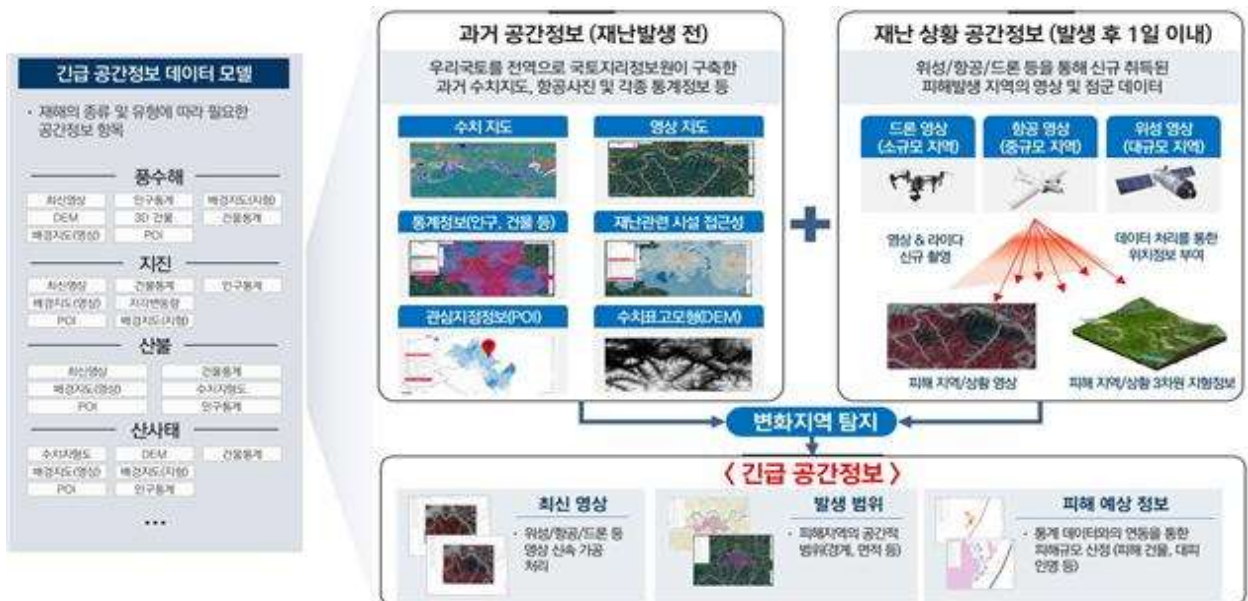 긴급 공간정보 데이터 모델
• 재해의 종류 및 유형에 따라 필요한
공간정보 항목
풍수해
최신영상
인구통계
배경지도(지형)
DEM
3D 건물
건물통계
배경지도(영상)
POI
지진
최신영상
건물통계
인구통계
배경지도(영상)
지각변동량
POI
배경지도(지형)
산불
최신영상
건물통계
배경지도(영상)
수치지형도
POI
인구통계
산사태
수치지형도
DEM
건물통계
배경지도(영상)
배경지도(지형)
POI
인구통계
...
과거 공간정보 (재난발생 전)
우리국토를 전역으로 국토지리정보원이 구축한
과거 수치지도, 항공사진 및 각종 통계정보 등
수치 지도
영상 지도
통계정보(인구, 건물 등)
재난관련 시설 접근성
관심지점정보(POI)
수치표고모형(DEM)
+
재난 상황 공간정보 (발생 후 1일 이내)
위성/항공/드론 등을 통해 신규 취득된
피해발생 지역의 영상 및 점군 데이터
드론 영상
(소규모 지역)
항공 영상
(중규모 지역)
위성 영상
(대규모 지역)
영상 & 라이다
신규 촬영
데이터 처리를 통한
위치정보 부여
피해 지역/상황 영상
피해 지역/상황 3차원 지형정보
변화지역 탐지
< 긴급 공간정보 >
최신 영상
• 위성/항공/드론 등
영상 신속 가공
처리
발생 범위
• 피해지역의 공간적
범위(경계, 면적 등)
피해 예상 정보
• 통계 데이터와의 연동을 통한
피해규모 산정 (피해 건물, 대피
인명 등)